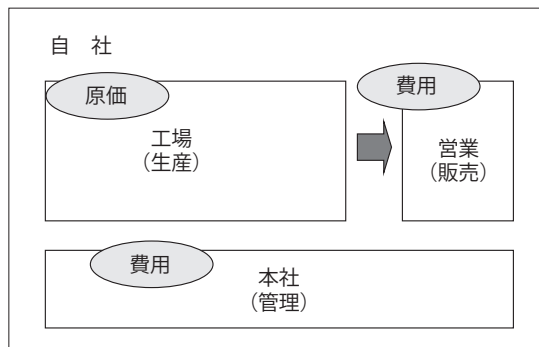 自　社
原価
工場
（生産）
費用
営業
（販売）
費用
本社
（管理）